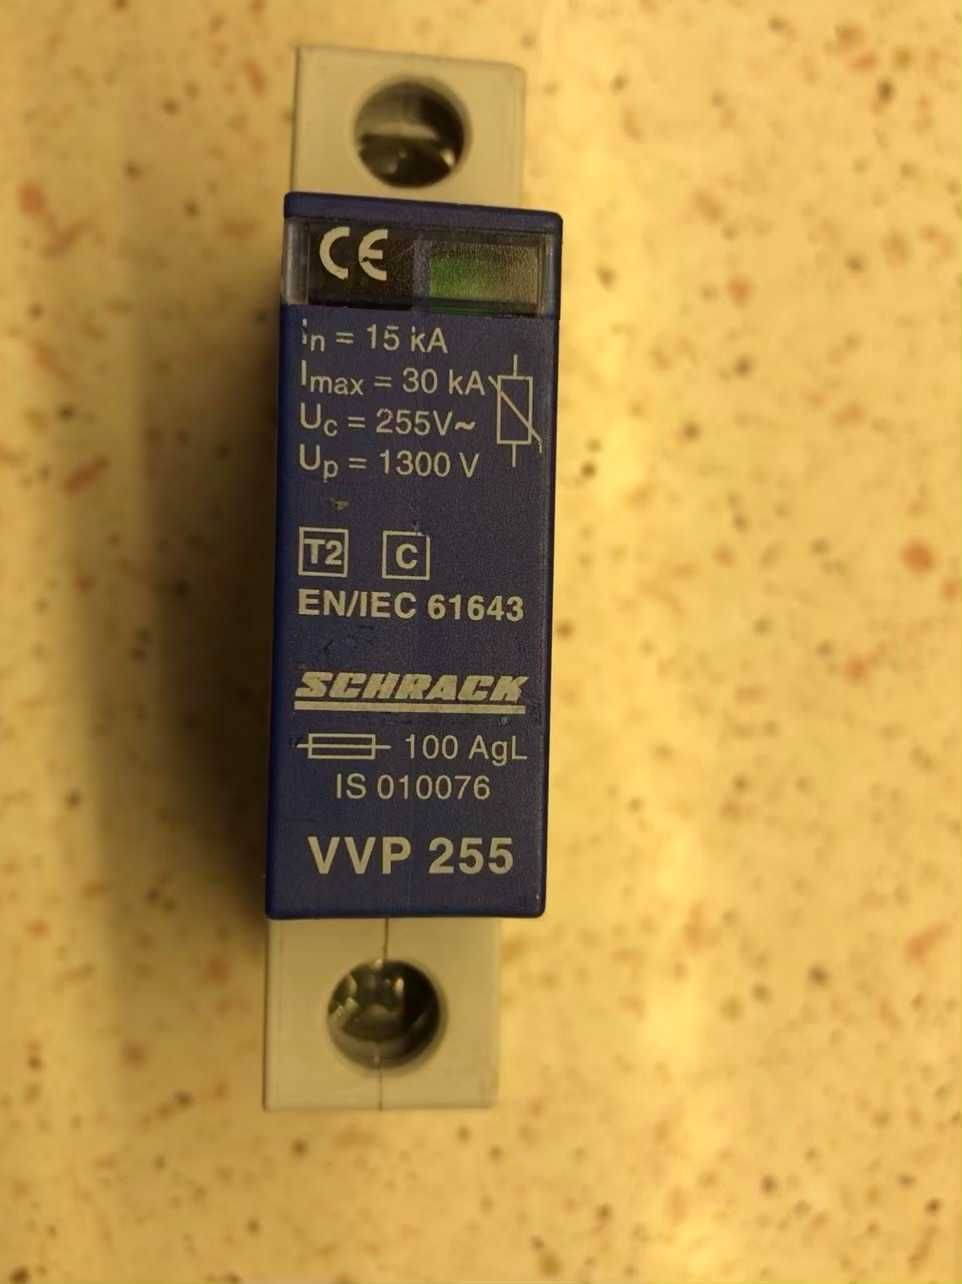 CE
In = 15 kA
Imax = 30 kA
Uc = 255V~
Up = 1300 V
T2 C
EN/IEC 61643
SCHRACK
100 AgL
IS 010076
VVP 255